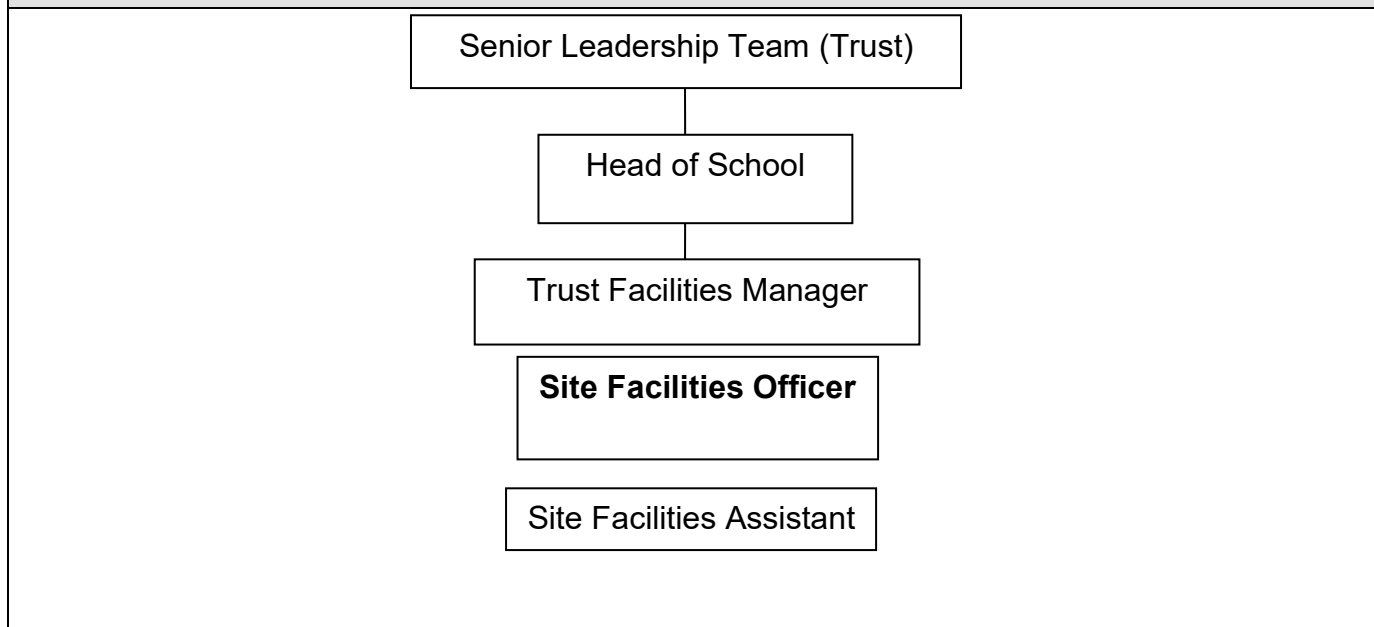 Senior Leadership Team (Trust)
Head of School
Trust Facilities Manager
Site Facilities Officer
Site Facilities Assistant